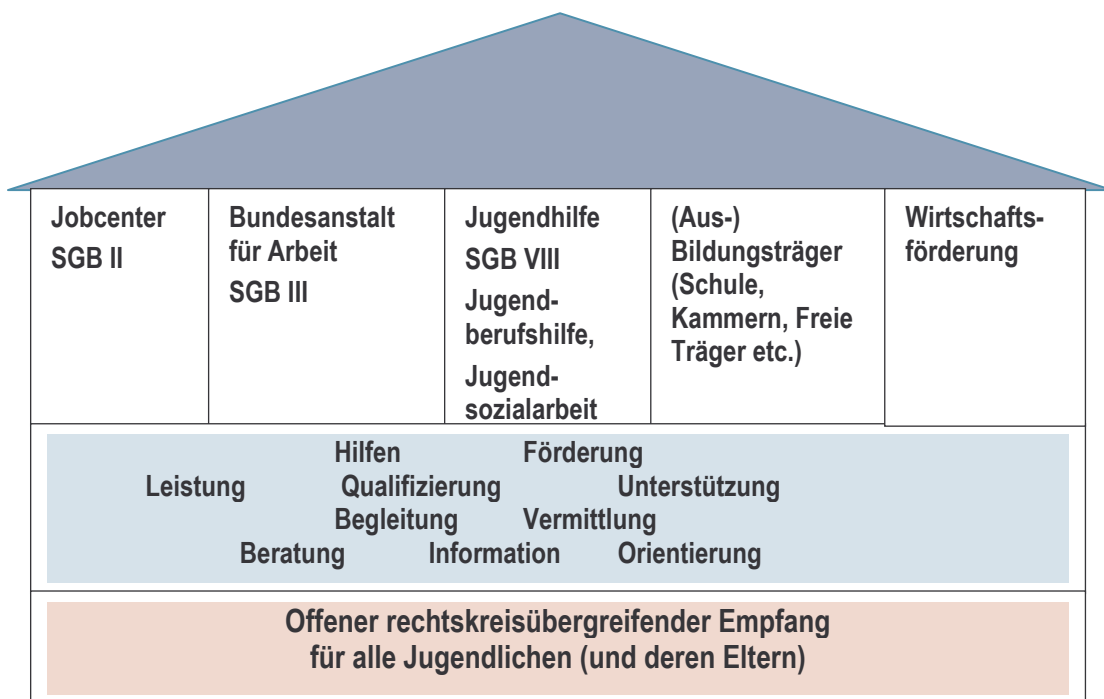 Jobcenter
SGB II
Bundesanstalt
für Arbeit
SGB III
Jugendhilfe
SGB VIII
Jugend-
berufshilfe,
Jugend-
sozialarbeit
(Aus-)
Bildungsträger
(Schule,
Kammern, Freie
Träger etc.)
Wirtschafts-
förderung
Hilfen Förderung
Leistung Qualifizierung Unterstützung
Begleitung Vermittlung
Beratung Information Orientierung
Offener rechtskreisübergreifender Empfang
für alle Jugendlichen (und deren Eltern)